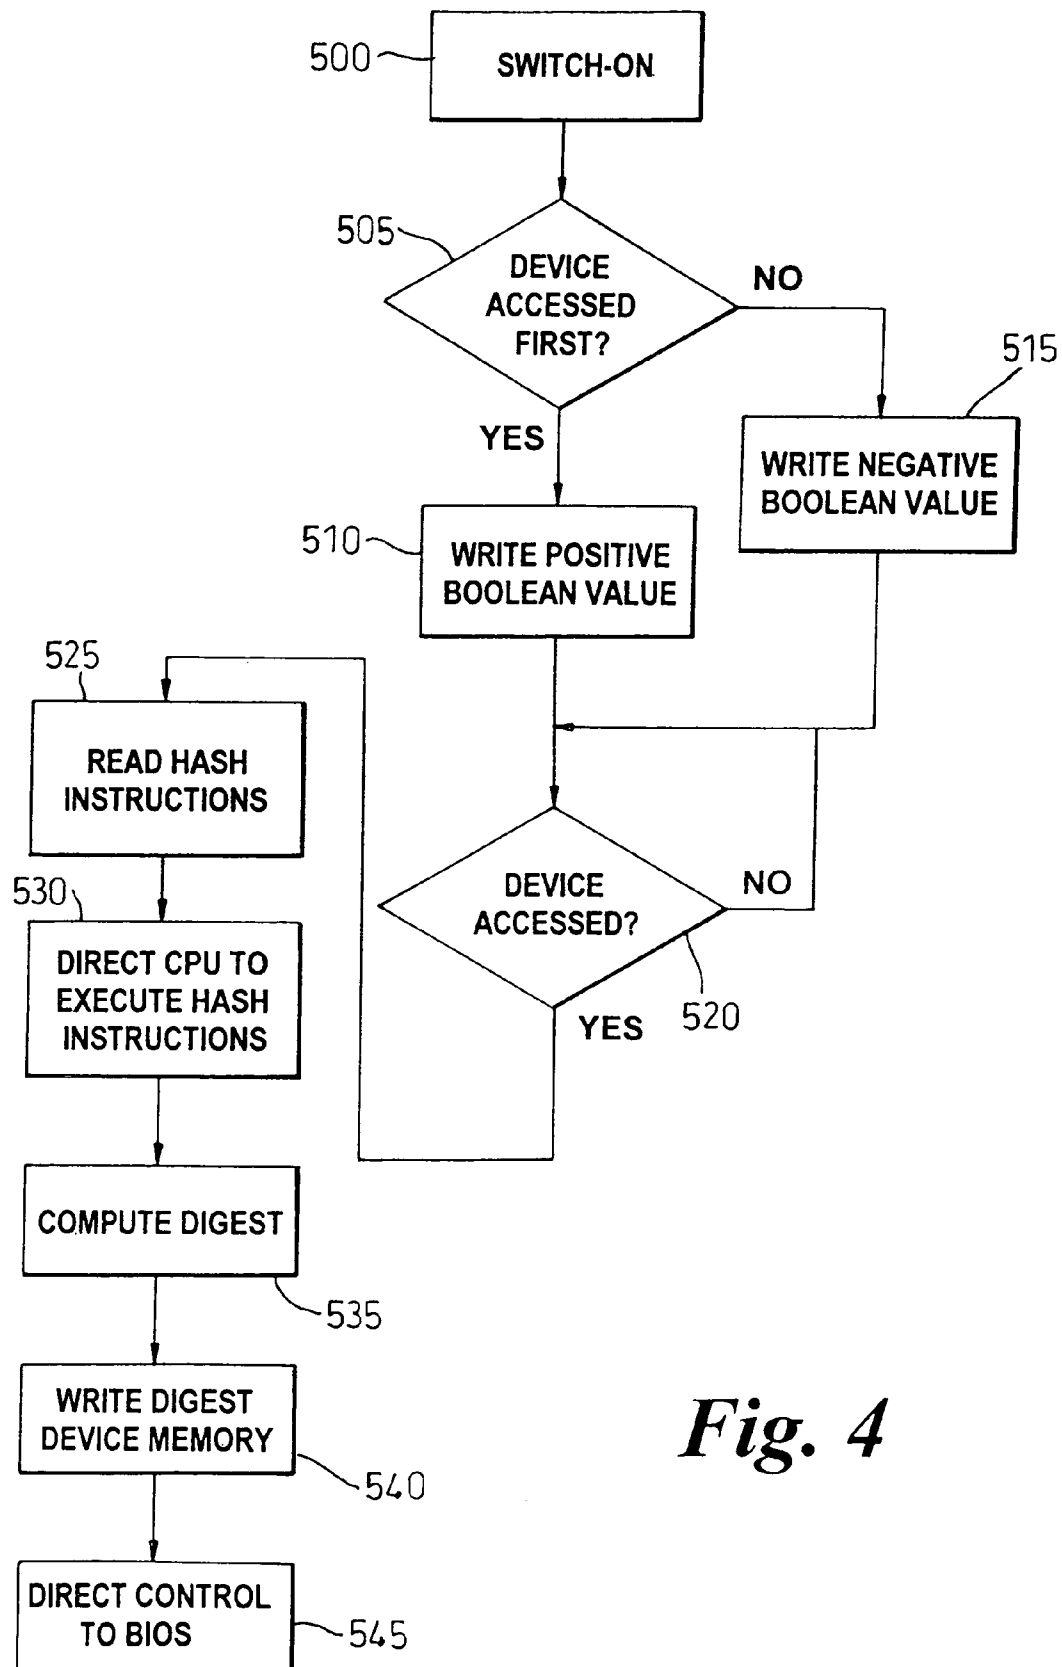 500
SWITCH-ON
505
DEVICE
ACCESSED
FIRST?
NO
YES
515
WRITE NEGATIVE
BOOLEAN VALUE
510
WRITE POSITIVE
BOOLEAN VALUE
525
READ HASH
INSTRUCTIONS
DEVICE
ACCESSED?
NO
520
YES
530
DIRECT CPU TO
EXECUTE HASH
INSTRUCTIONS
COMPUTE DIGEST
535
WRITE DIGEST
DEVICE MEMORY
540
DIRECT CONTROL
TO BIOS
545
Fig. 4